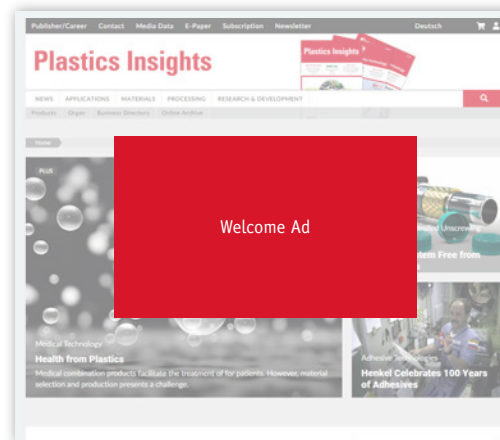 Publisher/Career Contact Media Data E-Paper Subscription Newsletter Deutsch
Plastics Insights
Plastics Insights
NEWS APPLICATIONS MATERIALS PROCESSING RESEARCH & DEVELOPMENT
Products Organ Business Directory Online Archive
Home
PLUS
Welcome Ad
Unscrewing
tem Free from
Medical Technology
Health from Plastics
Medical combination products facilitate the treatment of for patients. However, material
selection and production presents a challenge.
Adhesive Technologies
Henkel Celebrates 100 Years
of Adhesives